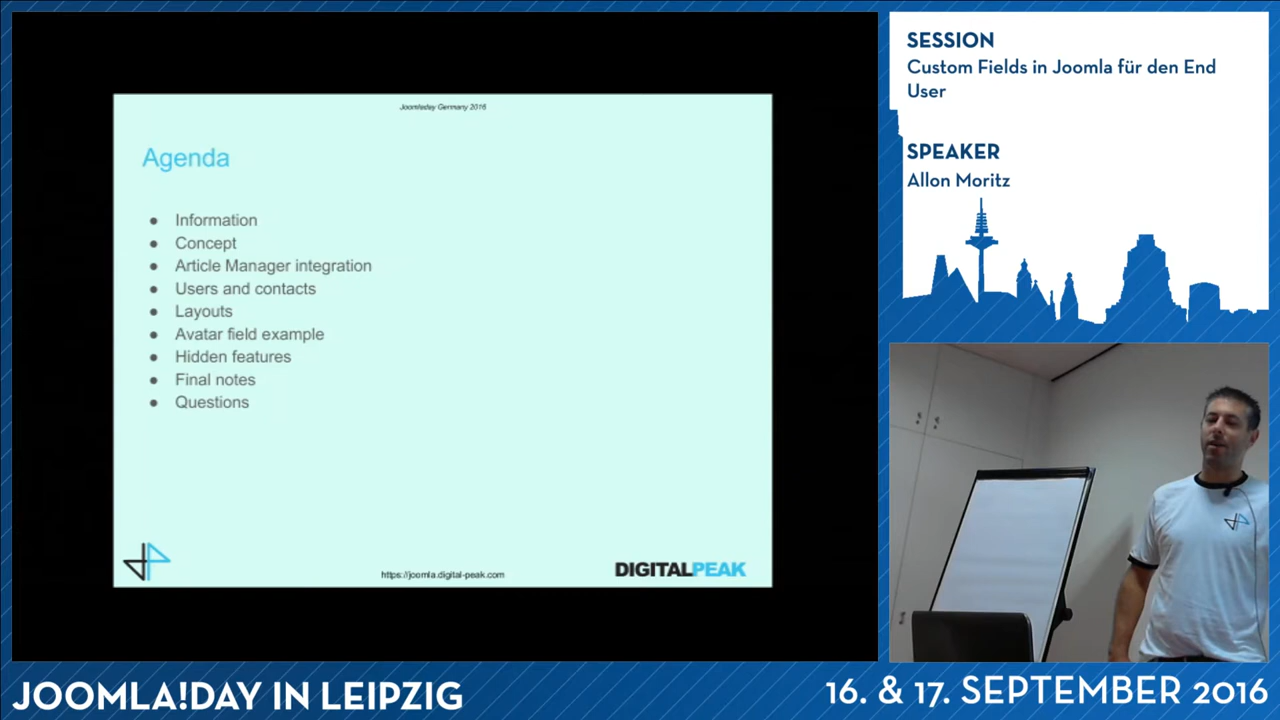 Joomladay Germany 2016
Agenda
● Information
● Concept
● Article Manager integration
● Users and contacts
● Layouts
● Avatar field example
● Hidden features
● Final notes
● Questions
https://joomla.digital-peak.com
DIGITALPEAK
SESSION
Custom Fields in Joomla für den End
User
SPEAKER
Allon Moritz
JOOMLA!DAY IN LEIPZIG
16. & 17. SEPTEMBER 2016